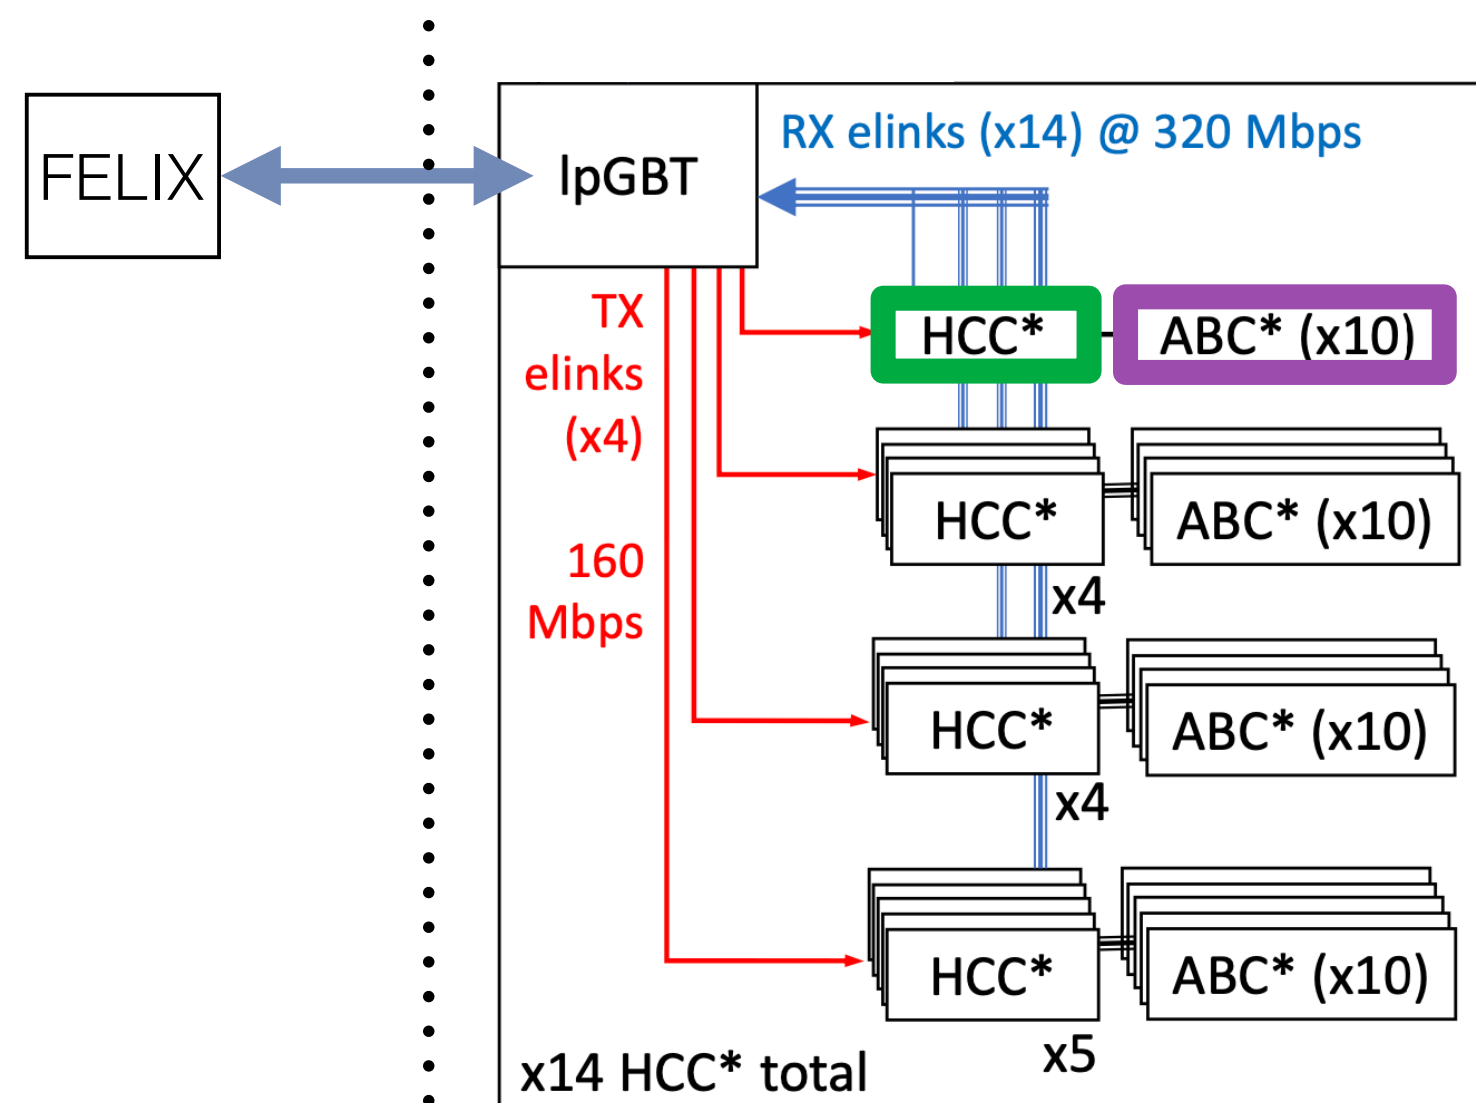 FELIX
lpGBT
RX elinks (x14) @ 320 Mbps
TX
elinks
(x4)
160
Mbps
HCC*
ABC* (x10)
HCC*
ABC* (x10)
x4
HCC*
ABC* (x10)
x4
HCC*
ABC* (x10)
x5
x14 HCC* total